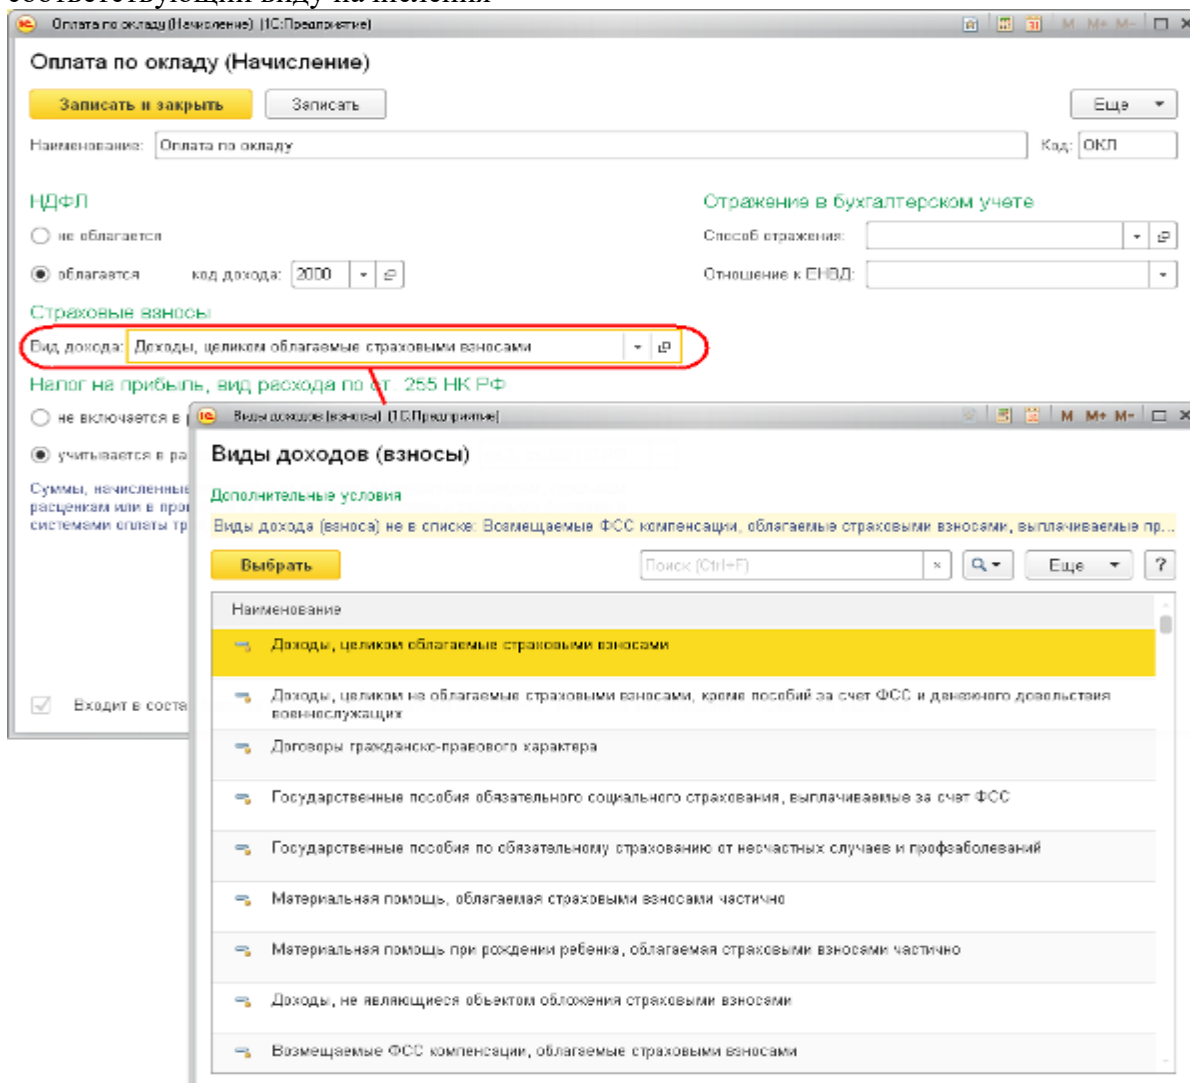 соответствующий виду начисления
Оплата по окладу (Начисление) (1С:Предприятие)
M M+ M-
Оплата по окладу (Начисление)
Записать и закрыть
Записать
Еще
Наименование: Оплата по окладу
Код: ОКЛ
НДФЛ
Отражение в бухгалтерском учете
не облагается
Способ отражения:
облагается
код дохода: 2000
Отношение к ЕНВД:
Страховые взносы
Вид дохода: Доходы, целиком облагаемые страховыми взносами
Налог на прибыль, вид расхода по ст. 255 НК РФ
не включается в
Виды доходов (взносы) (1С:Предприятие)
M M+ M-
учитывается в ра
Виды доходов (взносы)
Суммы, начисленные
расценкам или в про
системами оплаты тр
Дополнительные условия
Виды дохода (взноса) не в списке: Возмещаемые ФСС компенсации, облагаемые страховыми взносами, выплачиваемые пр...
Выбрать
Поиск (Ctrl+F)
×
Еще
?
Наименование
Доходы, целиком облагаемые страховыми взносами
Доходы, целиком не облагаемые страховыми взносами, кроме пособий за счет ФСС и денежного довольствия
военнослужащих
Входит в соста
Договоры гражданско-правового характера
Государственные пособия обязательного социального страхования, выплачиваемые за счет ФСС
Государственные пособия по обязательному страхованию от несчастных случаев и профзаболеваний
Материальная помощь, облагаемая страховыми взносами частично
Материальная помощь при рождении ребенка, облагаемая страховыми взносами частично
Доходы, не являющиеся объектом обложения страховыми взносами
Возмещаемые ФСС компенсации, облагаемые страховыми взносами